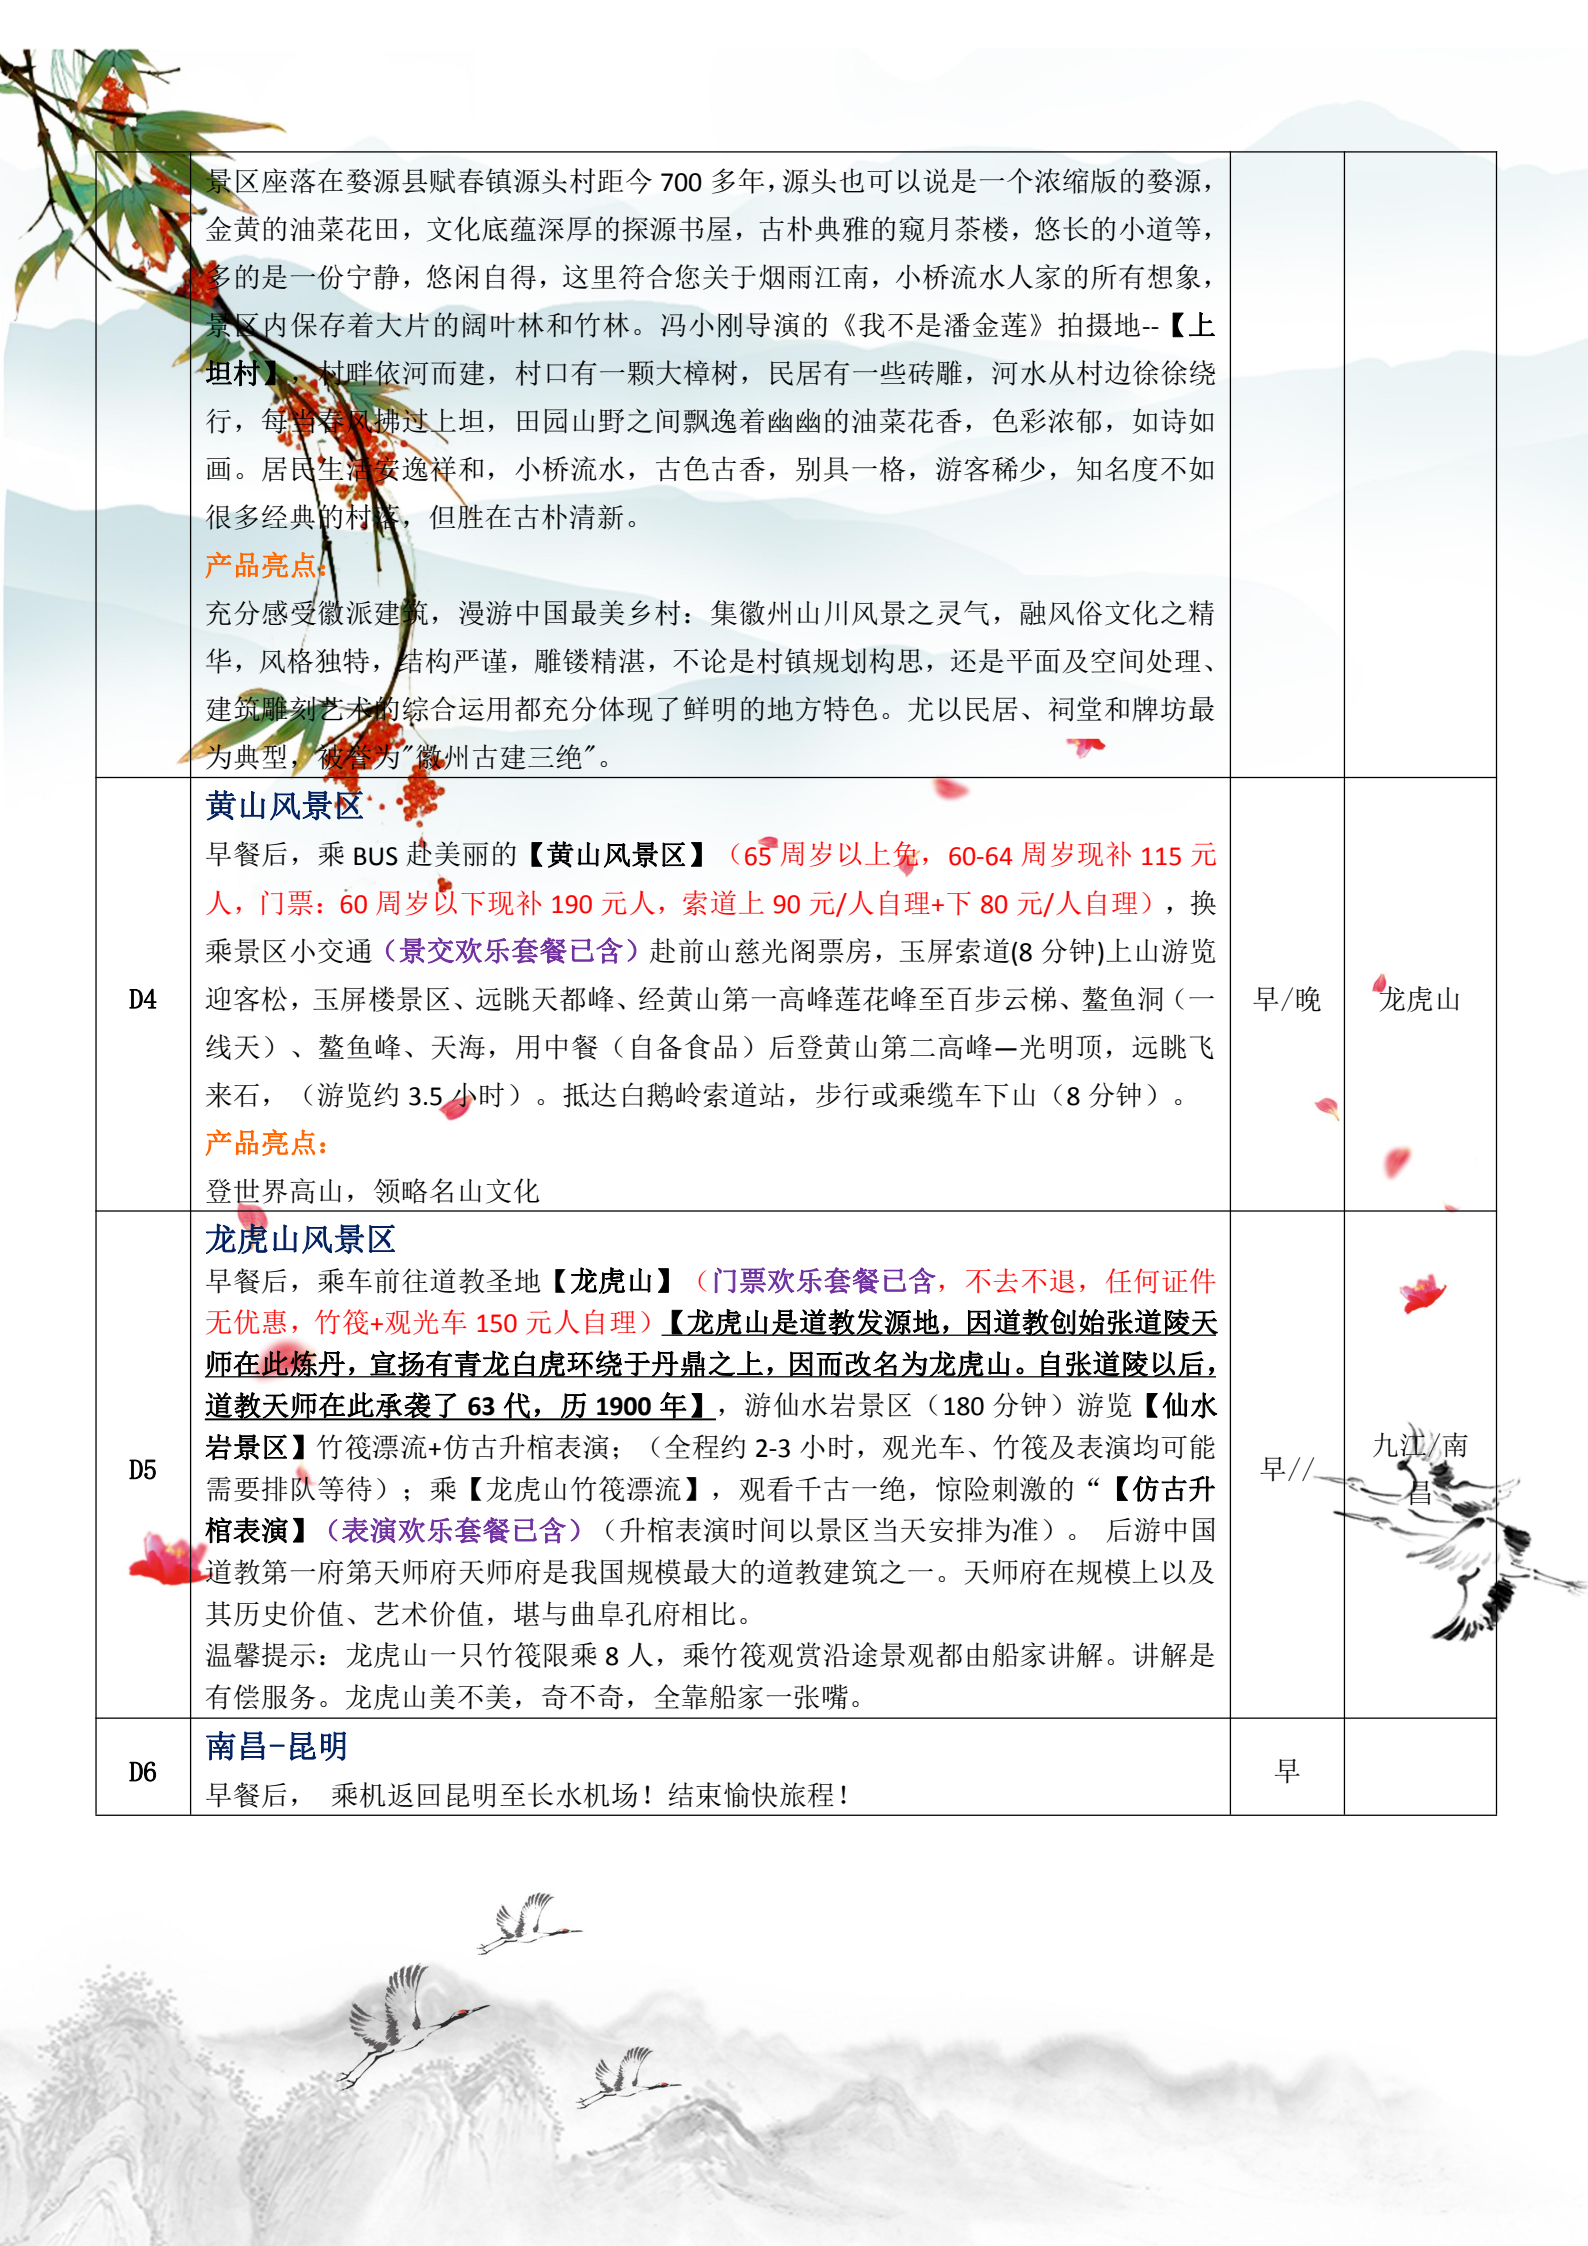 景区座落在婺源县赋春镇源头村距今 700 多年，源头也可以说是一个浓缩版的婺源，
金黄的油菜花田，文化底蕴深厚的探源书屋，古朴典雅的窥月茶楼，悠长的小道等，
多的是一份宁静，悠闲自得，这里符合您关于烟雨江南，小桥流水人家的所有想象，
景区内保存着大片的阔叶林和竹林。冯小刚导演的《我不是潘金莲》拍摄地--【上
坦村】，村畔依河而建，村口有一颗大樟树，民居有一些砖雕，河水从村边徐徐绕
行，每当春风拂过上坦，田园山野之间飘逸着幽幽的油菜花香，色彩浓郁，如诗如
画。居民生活安逸祥和，小桥流水，古色古香，别具一格，游客稀少，知名度不如
很多经典的村落，但胜在古朴清新。
产品亮点：
充分感受徽派建筑，漫游中国最美乡村：集徽州山川风景之灵气，融风俗文化之精
华，风格独特，结构严谨，雕镂精湛，不论是村镇规划构思，还是平面及空间处理、
建筑雕刻艺术的综合运用都充分体现了鲜明的地方特色。尤以民居、祠堂和牌坊最
为典型，被誉为"徽州古建三绝"。
D4
黄山风景区
早餐后，乘 BUS 赴美丽的【黄山风景区】（65 周岁以上免，60-64 周岁现补 115 元
人，门票：60 周岁以下现补 190 元人，索道上 90 元/人自理+下 80 元/人自理），换
乘景区小交通（景交欢乐套餐已含）赴前山慈光阁票房，玉屏索道(8 分钟)上山游览
迎客松，玉屏楼景区、远眺天都峰、经黄山第一高峰莲花峰至百步云梯、鳌鱼洞（一
线天）、鳌鱼峰、天海，用中餐（自备食品）后登黄山第二高峰—光明顶，远眺飞
来石，（游览约 3.5 小时）。抵达白鹅岭索道站，步行或乘缆车下山（8 分钟）。
产品亮点：
登世界高山，领略名山文化
早/晚
龙虎山
D5
龙虎山风景区
早餐后，乘车前往道教圣地【龙虎山】（门票欢乐套餐已含，不去不退，任何证件
无优惠，竹筏+观光车 150 元人自理）【龙虎山是道教发源地，因道教创始张道陵天
师在此炼丹，宣扬有青龙白虎环绕于丹鼎之上，因而改名为龙虎山。自张道陵以后，
道教天师在此承袭了 63 代，历 1900 年】，游仙水岩景区（180 分钟）游览【仙水
岩景区】竹筏漂流+仿古升棺表演；（全程约 2-3 小时，观光车、竹筏及表演均可能
需要排队等待）；乘【龙虎山竹筏漂流】，观看千古一绝，惊险刺激的“【仿古升
棺表演】（表演欢乐套餐已含）（升棺表演时间以景区当天安排为准）。 后游中国
道教第一府第天师府天师府是我国规模最大的道教建筑之一。天师府在规模上以及
其历史价值、艺术价值，堪与曲阜孔府相比。
温馨提示：龙虎山一只竹筏限乘 8 人，乘竹筏观赏沿途景观都由船家讲解。讲解是
有偿服务。龙虎山美不美，奇不奇，全靠船家一张嘴。
早//
九江/南
昌
D6
南昌-昆明
早餐后， 乘机返回昆明至长水机场！结束愉快旅程！
早